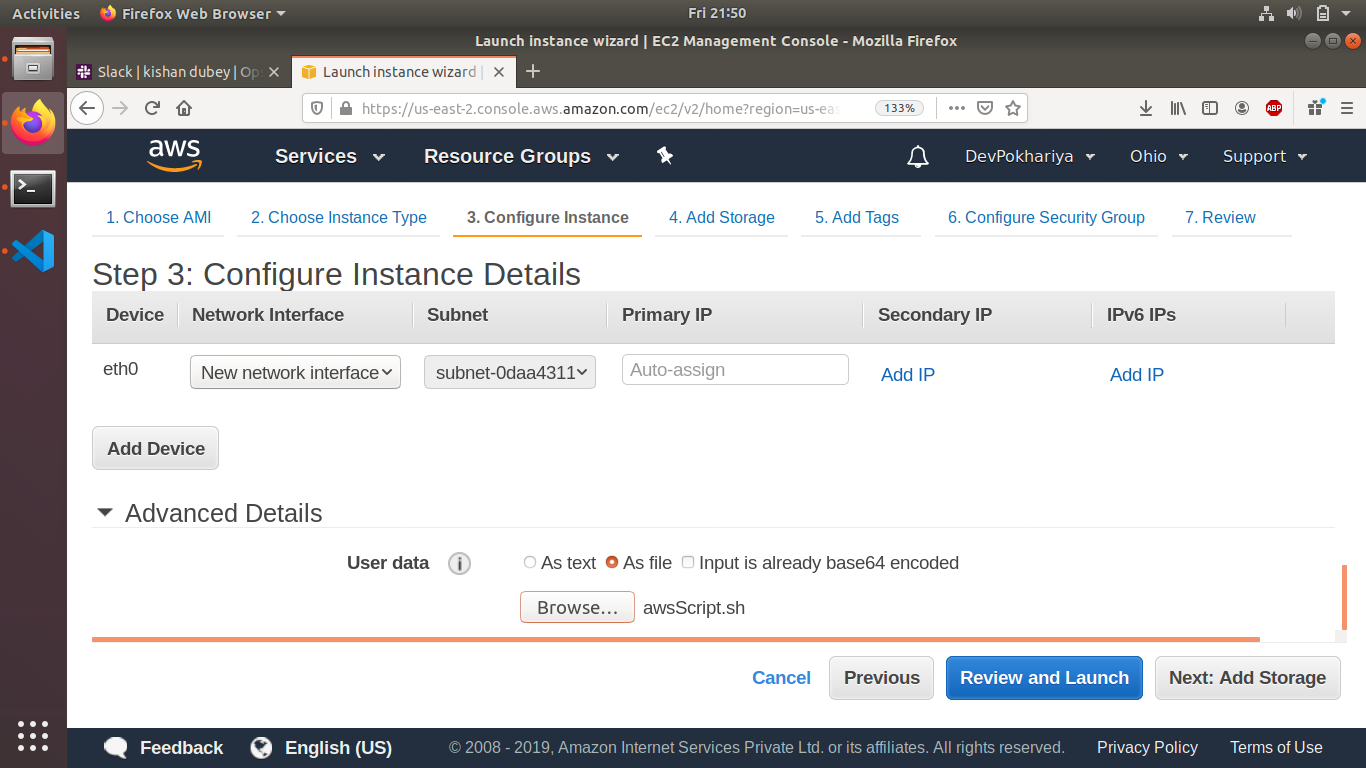 Activities Firefox Web Browser Fri 21:50
Launch instance wizard | EC2 Management Console - Mozilla Firefox
Slack | kishan dubey | Op Launch instance wizard |
https://us-east-2.console.aws.amazon.com/ec2/v2/home?region=us-ea 133% ABP
aws Services Resource Groups DevPokhariya Ohio Support
1. Choose AMI 2. Choose Instance Type 3. Configure Instance 4. Add Storage 5. Add Tags 6. Configure Security Group 7. Review
Step 3: Configure Instance Details
Device Network Interface Subnet Primary IP Secondary IP IPv6 IPs
eth0 New network interface subnet-0daa4311 Auto-assign Add IP Add IP
Add Device
Advanced Details
User data i As text As file Input is already base64 encoded
Browse... awsScript.sh
Cancel Previous Review and Launch Next: Add Storage
Feedback English (US) © 2008 - 2019, Amazon Internet Services Private Ltd. or its affiliates. All rights reserved. Privacy Policy Terms of Use